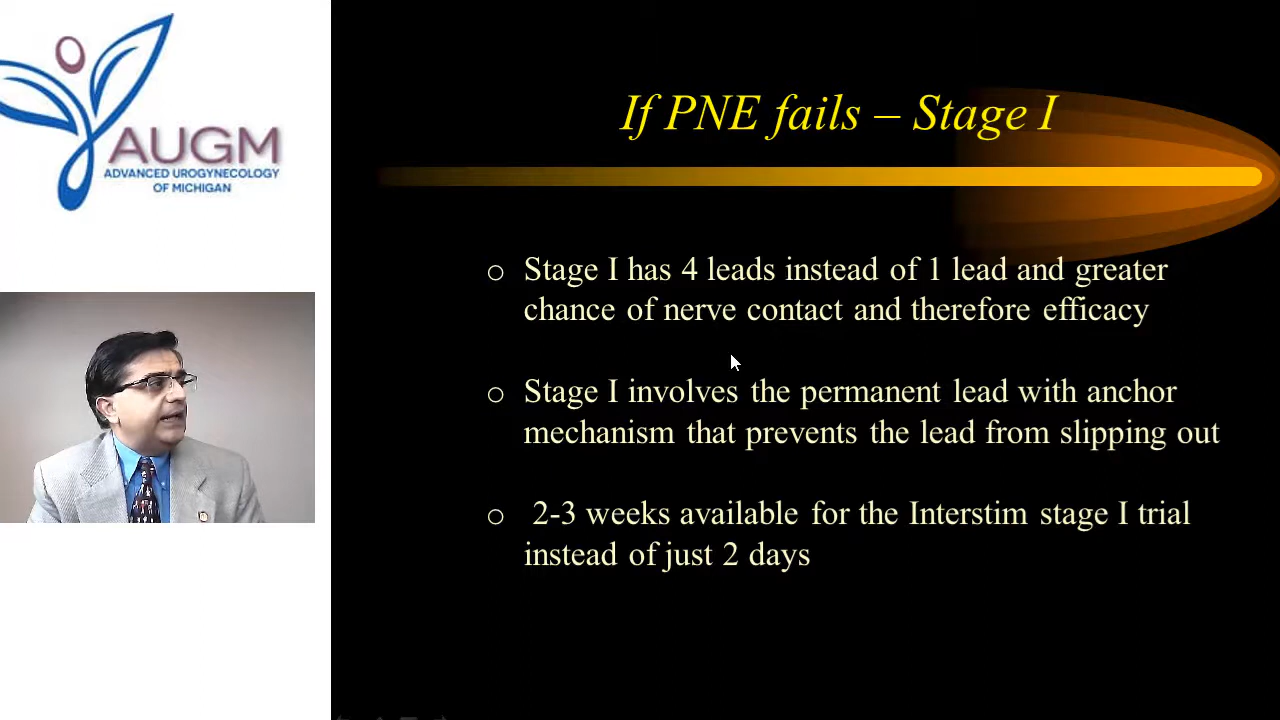 AUGM
ADVANCED UROGYNECOLOGY
OF MICHIGAN
If PNE fails – Stage I
o Stage I has 4 leads instead of 1 lead and greater
chance of nerve contact and therefore efficacy
o Stage I involves the permanent lead with anchor
mechanism that prevents the lead from slipping out
o 2-3 weeks available for the Interstim stage I trial
instead of just 2 days